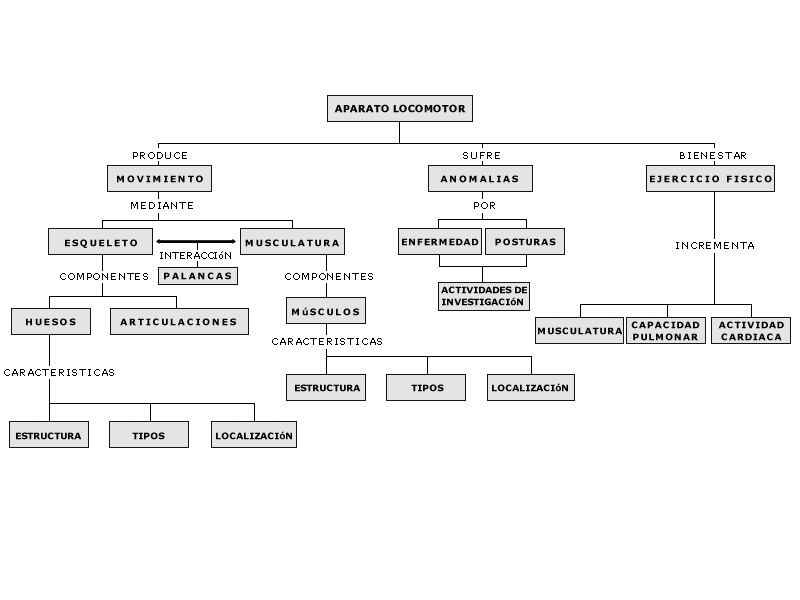 APARATO LOCOMOTOR
PRODUCE SUFRE BIENESTAR
MOVIMIENTO ANOMALIAS EJERCICIO FISICO
MEDIANTE POR
ESQUELETO MUSCULATURA ENFERMEDAD POSTURAS
INTERACCIóN INCREMENTA
COMPONENTES PALANCAS COMPONENTES
ACTIVIDADES DE
INVESTIGACIóN
HUESOS ARTICULACIONES MúSCULOS
MUSCULATURA CAPACIDAD ACTIVIDAD
PULMONAR CARDIACA
CARACTERISTICAS
CARACTERISTICAS
ESTRUCTURA TIPOS LOCALIZACIóN
ESTRUCTURA TIPOS LOCALIZACIóN